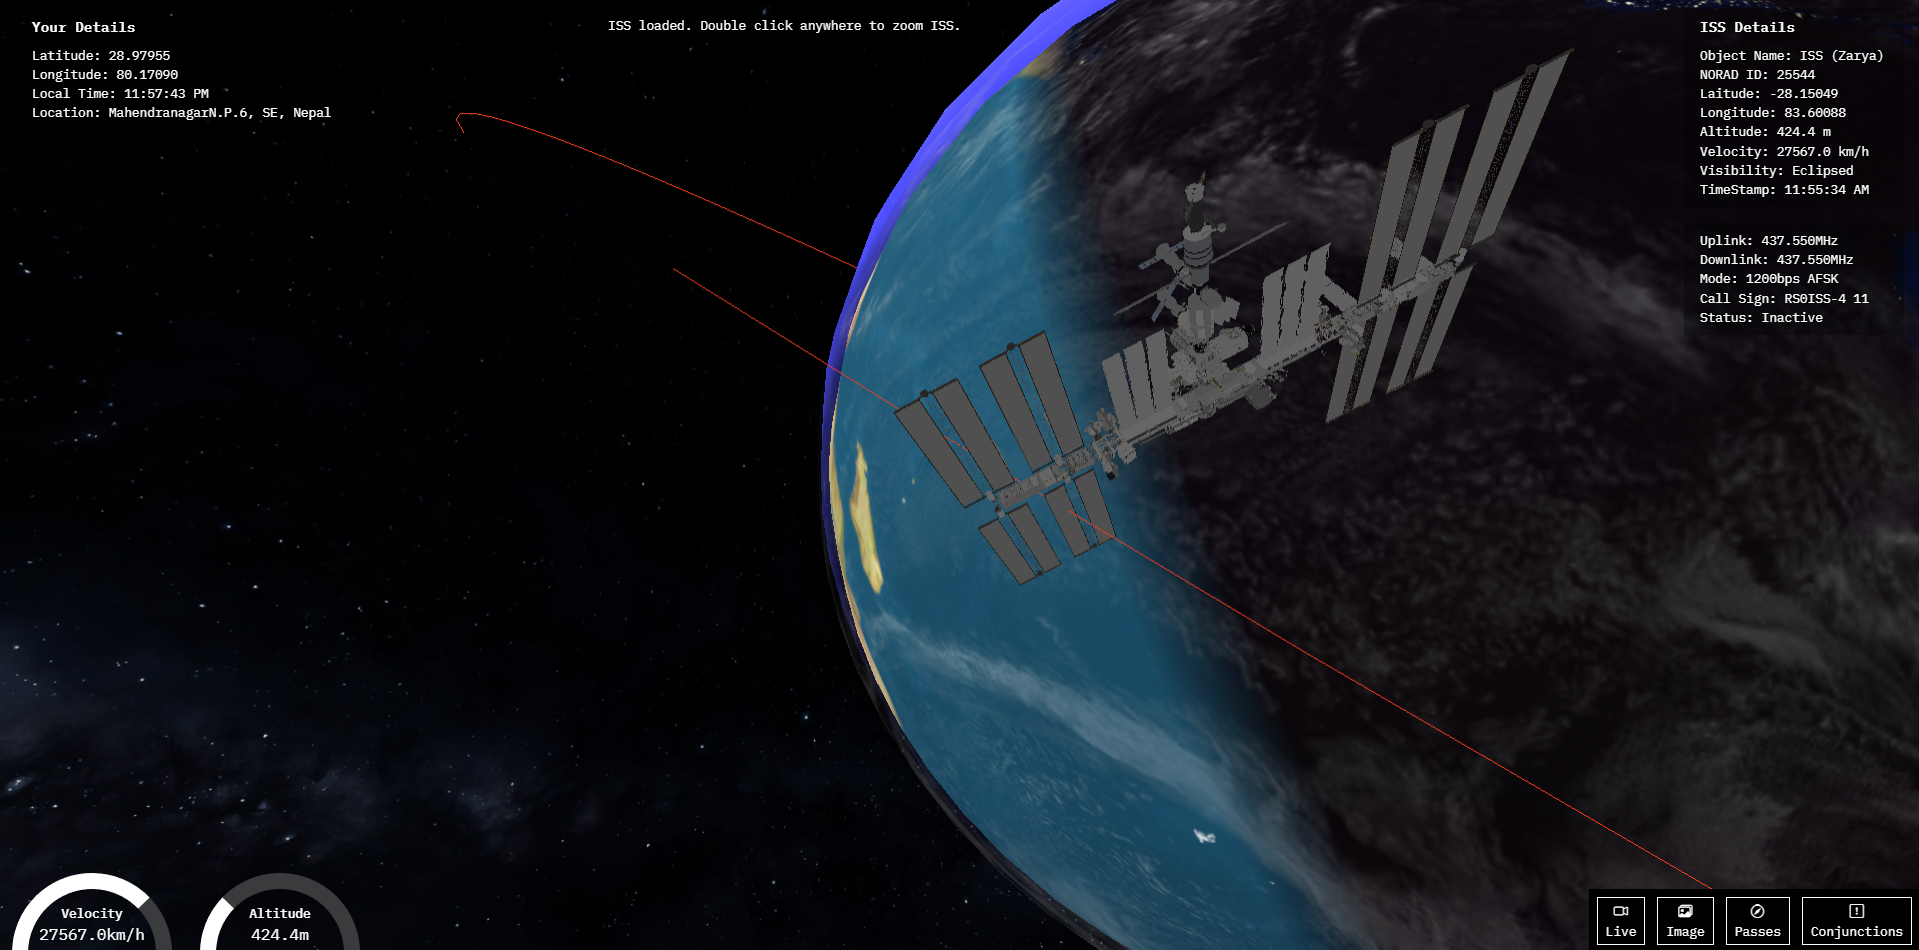 Your Details
Latitude: 28.97955
Longitude: 80.17090
Local Time: 11:57:43 PM
Location: MahendranagarN.P.6, SE, Nepal
ISS loaded. Double click anywhere to zoom ISS.
ISS Details
Object Name: ISS (Zarya)
NORAD ID: 25544
Laitude: -28.15049
Longitude: 83.60088
Altitude: 424.4 m
Velocity: 27567.0 km/h
Visibility: Eclipsed
TimeStamp: 11:55:34 AM
Uplink: 437.550MHz
Downlink: 437.550MHz
Mode: 1200bps AFSK
Call Sign: RS0ISS-4 11
Status: Inactive
Velocity
27567.0km/h
Altitude
424.4m
Live
Image
Passes
Conjunctions